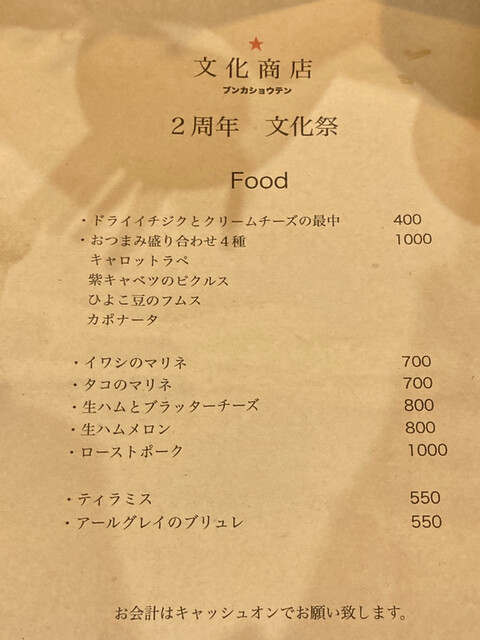 文化商店
ブンカショウテン
２周年　文化祭
Food
・ドライイチジクとクリームチーズの最中 400
・おつまみ盛り合わせ４種 1000
キャロットラペ
紫キャベツのピクルス
ひよこ豆のフムス
カポナータ
・イワシのマリネ 700
・タコのマリネ 700
・生ハムとブラッターチーズ 800
・生ハムメロン 800
・ローストポーク 1000
・ティラミス 550
・アールグレイのブリュレ 550
お会計はキャッシュオンでお願い致します。